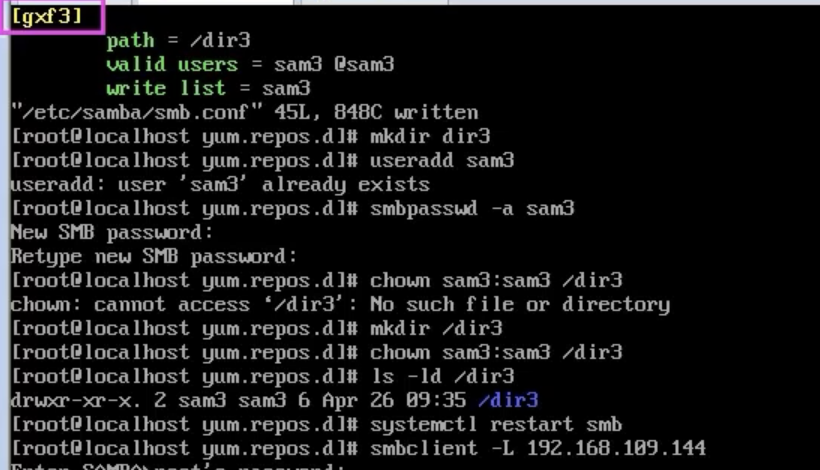 [gxf3]
path = /dir3
valid users = sam3 @sam3
write list = sam3
"/etc/samba/smb.conf" 45L, 848C written
[root@localhost yum.repos.d]# mkdir dir3
[root@localhost yum.repos.d]# useradd sam3
useradd: user 'sam3' already exists
[root@localhost yum.repos.d]# smbpasswd -a sam3
New SMB password:
Retype new SMB password:
[root@localhost yum.repos.d]# chown sam3:sam3 /dir3
chown: cannot access ‘/dir3’: No such file or directory
[root@localhost yum.repos.d]# mkdir /dir3
[root@localhost yum.repos.d]# chown sam3:sam3 /dir3
[root@localhost yum.repos.d]# ls -ld /dir3
drwxr-xr-x. 2 sam3 sam3 6 Apr 26 09:35 /dir3
[root@localhost yum.repos.d]# systemctl restart smb
[root@localhost yum.repos.d]# smbclient -L 192.168.109.144
Enter SAMBA\root's password: